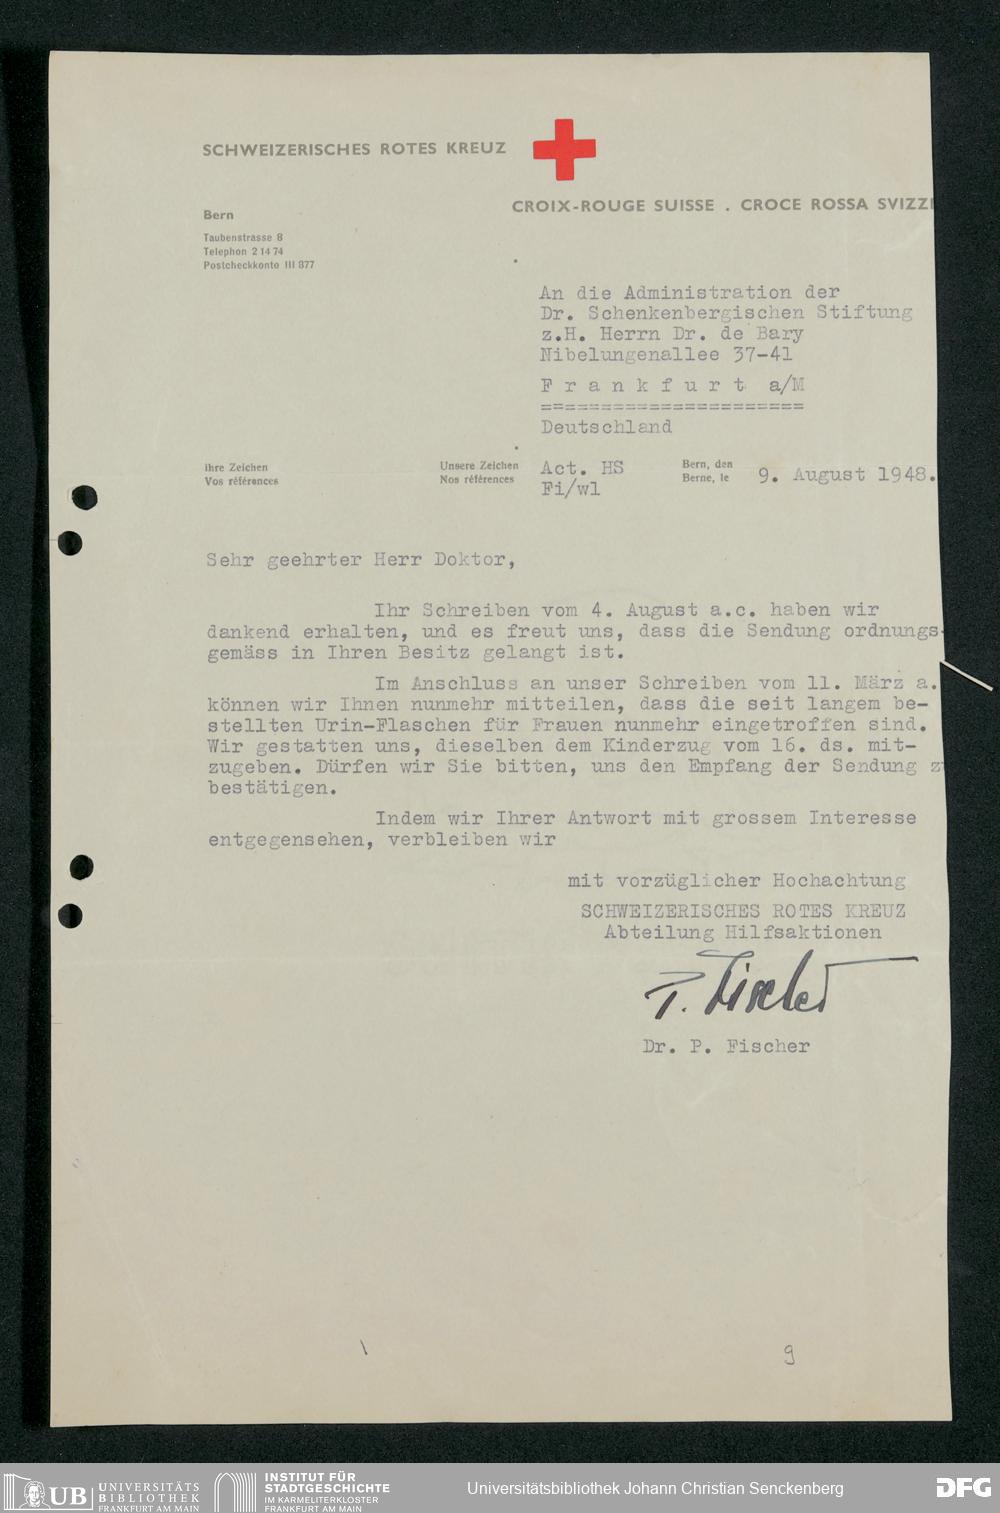 SCHWEIZERISCHES ROTES KREUZ
CROIX-ROUGE SUISSE . CROCE ROSSA SVIZZ
Bern
Taubenstrasse 8
Telephon 2 14 74
Postcheckkonto III 877
An die Administration der
Dr. Schenkenbergischen Stiftung
z.H. Herrn Dr. de Bary
Nibelungenallee 37-41
F r a n k f u r t a/M
======================
Deutschland
Ihre Zeichen
Vos références
Unsere Zeichen
Nos références
Act. HS
Fi/wl
Bern, den
Berne, le
9. August 1948.
Sehr geehrter Herr Doktor,
Ihr Schreiben vom 4. August a.c. haben wir
dankend erhalten, und es freut uns, dass die Sendung ordnungs-
gemäss in Ihren Besitz gelangt ist.
Im Anschluss an unser Schreiben vom 11. März a.
können wir Ihnen nunmehr mitteilen, dass die seit langem be-
stellten Urin-Flaschen für Frauen nunmehr eingetroffen sind.
Wir gestatten uns, dieselben dem Kinderzug vom 16. ds. mit-
zugeben. Dürfen wir Sie bitten, uns den Empfang der Sendung z
bestätigen.
Indem wir Ihrer Antwort mit grossem Interesse
entgegensehen, verbleiben wir
mit vorzüglicher Hochachtung
SCHWEIZERISCHES ROTES KREUZ
Abteilung Hilfsaktionen
P. Fischer
Dr. P. Fischer
9
UB UNIVERSITÄTS
BIBLIOTHEK
FRANKFURT AM MAIN
INSTITUT FÜR
STADTGESCHICHTE
IM KARMELITERKLOSTER
FRANKFURT AM MAIN
Universitätsbibliothek Johann Christian Senckenberg
DFG